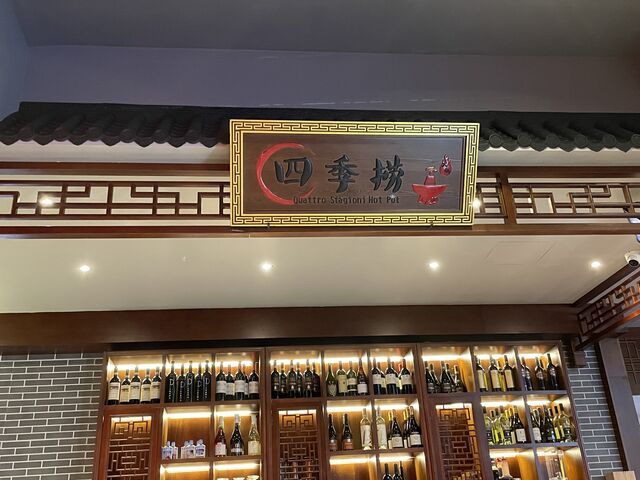 四季捞
Quattro Stagioni Hot Pot